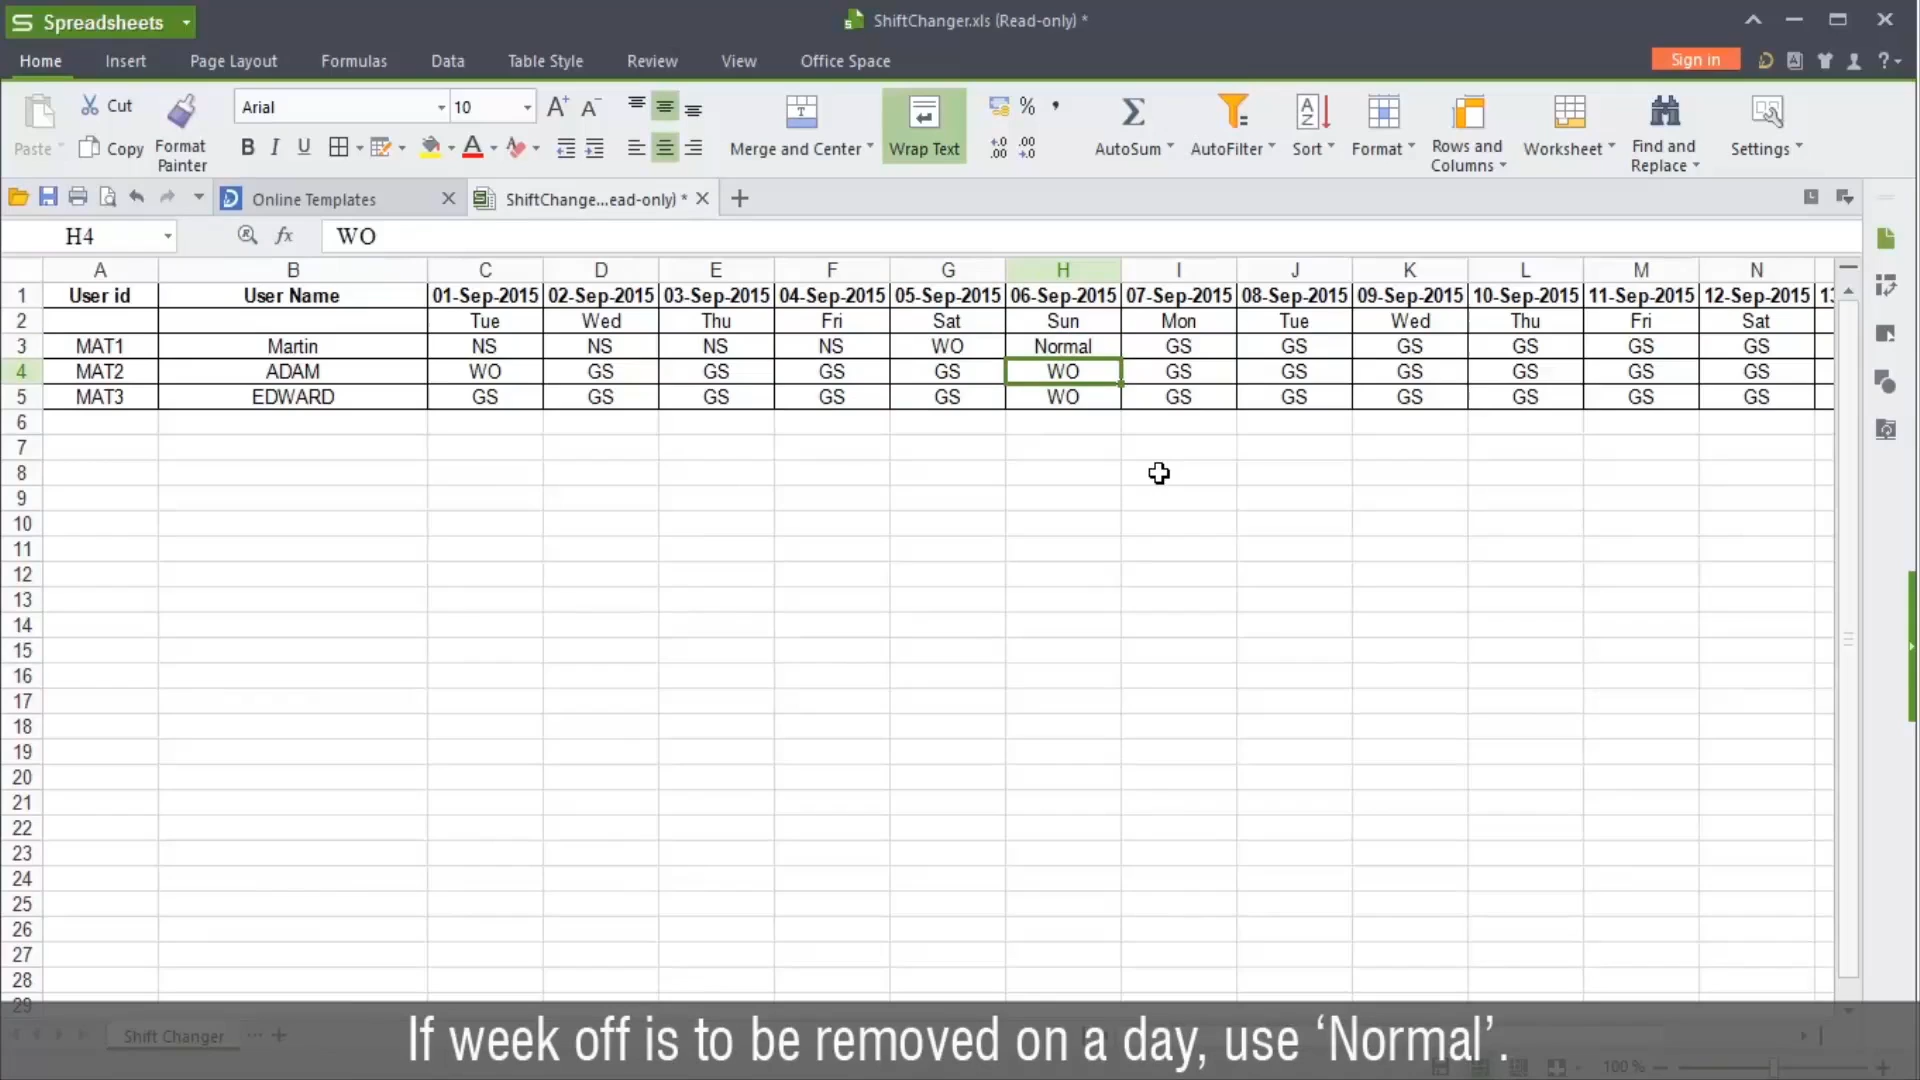 Spreadsheets
ShiftChanger.xls (Read-only) *
Home Insert Page Layout Formulas Data Table Style Review View Office Space
Sign in
Paste Cut Copy Format Painter
Arial 10
B I U
Merge and Center Wrap Text AutoSum AutoFilter Sort Format Rows and Columns Worksheet Find and Replace Settings
Online Templates ShiftChange...ead-only) *
H4 fx WO
A B C D E F G H I J K L M N
1 User id User Name 01-Sep-2015 02-Sep-2015 03-Sep-2015 04-Sep-2015 05-Sep-2015 06-Sep-2015 07-Sep-2015 08-Sep-2015 09-Sep-2015 10-Sep-2015 11-Sep-2015 12-Sep-2015
2 Tue Wed Thu Fri Sat Sun Mon Tue Wed Thu Fri Sat
3 MAT1 Martin NS NS NS NS WO Normal GS GS GS GS GS GS
4 MAT2 ADAM WO GS GS GS GS WO GS GS GS GS GS GS
5 MAT3 EDWARD GS GS GS GS GS WO GS GS GS GS GS GS
6
7
8
9
10
11
12
13
14
15
16
17
18
19
20
21
22
23
24
25
26
27
28
29
Shift Changer
If week off is to be removed on a day, use ‘Normal’.
100 %